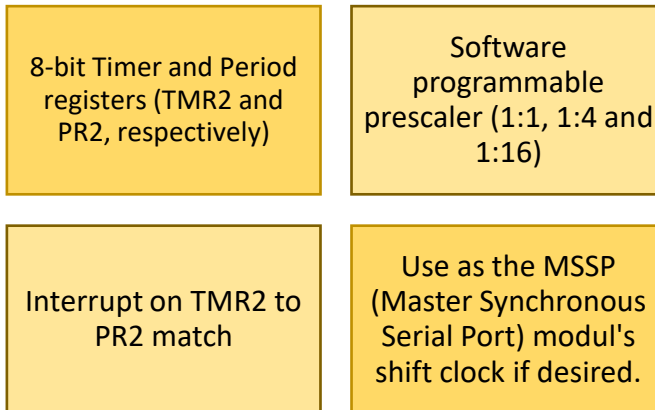 8-bit Timer and Period
registers (TMR2 and
PR2, respectively)
Software
programmable
prescaler (1:1, 1:4 and
1:16)
Interrupt on TMR2 to
PR2 match
Use as the MSSP
(Master Synchronous
Serial Port) modul's
shift clock if desired.